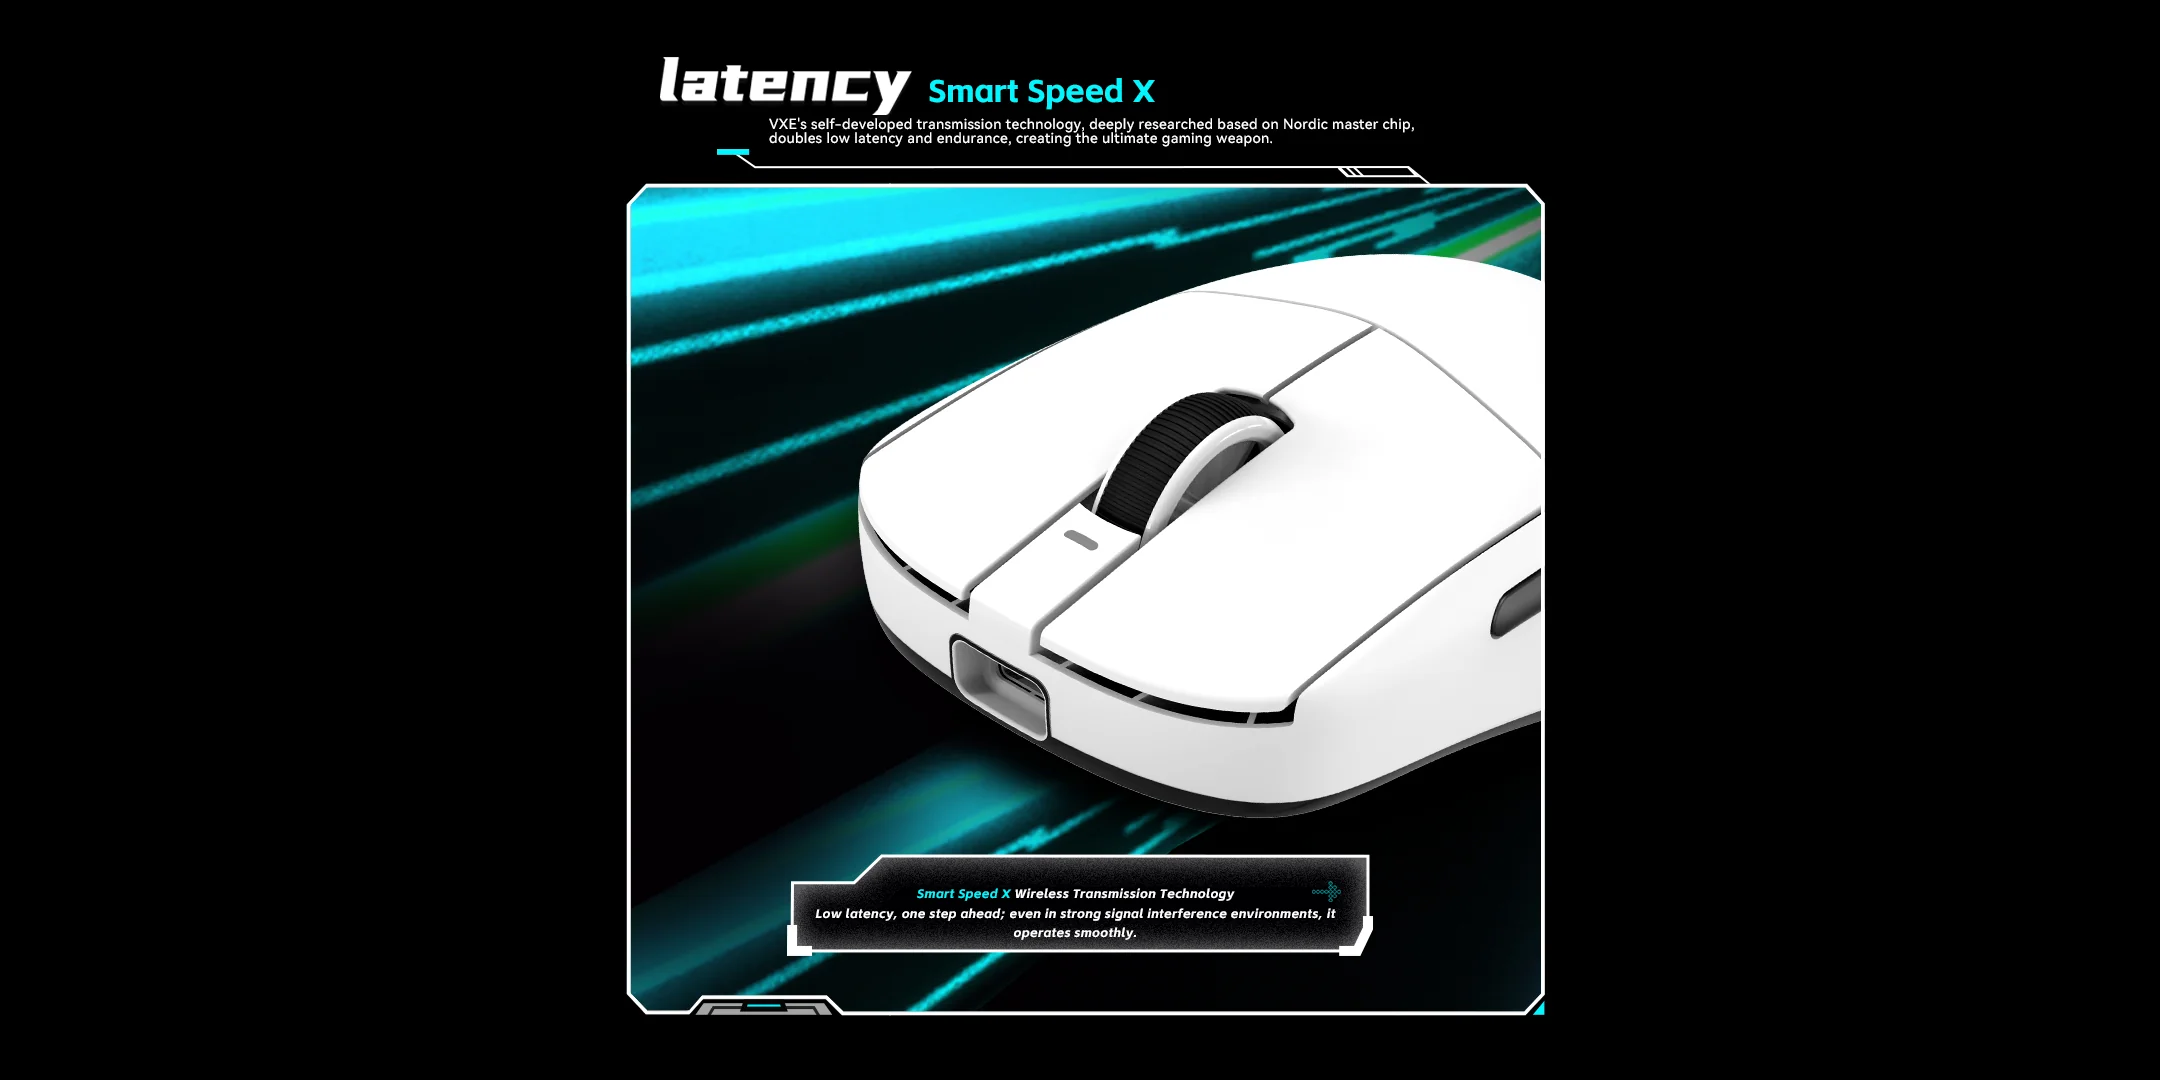 latency Smart Speed X
VXE's self-developed transmission technology, deeply researched based on Nordic master chip,
doubles low latency and endurance, creating the ultimate gaming weapon.
Smart Speed X Wireless Transmission Technology
Low latency, one step ahead; even in strong signal interference environments, it
operates smoothly.